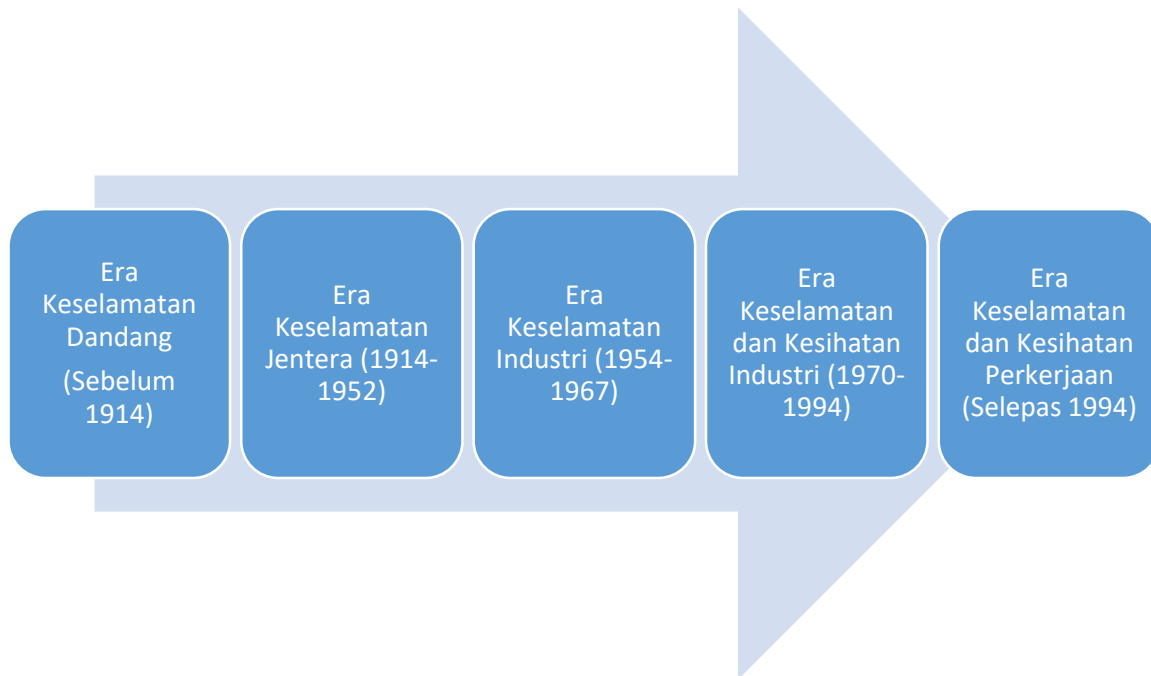 Era
Keselamatan
Dandang
(Sebelum
1914)
Era
Keselamatan
Jentera (1914-
1952)
Era
Keselamatan
Industri (1954-
1967)
Era
Keselamatan
dan Kesihatan
Industri (1970-
1994)
Era
Keselamatan
dan Kesihatan
Perkerjaan
(Selepas 1994)